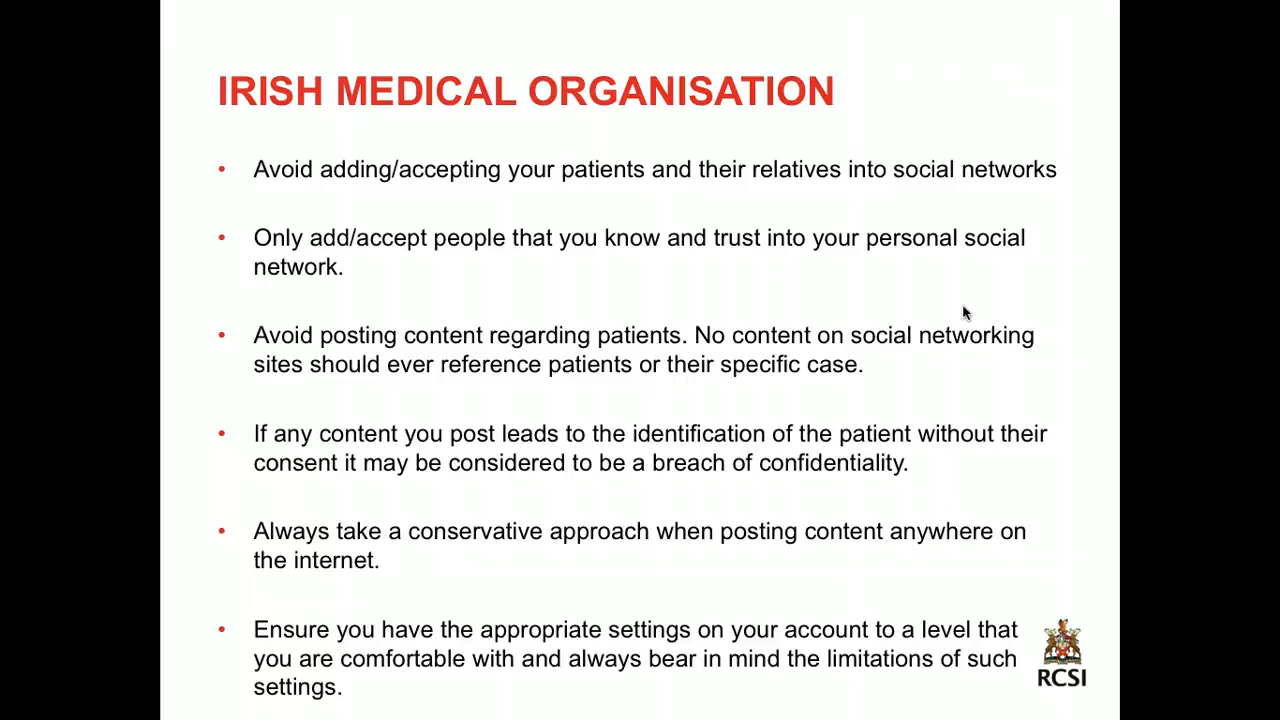 IRISH MEDICAL ORGANISATION
• Avoid adding/accepting your patients and their relatives into social networks
• Only add/accept people that you know and trust into your personal social
network.
• Avoid posting content regarding patients. No content on social networking
sites should ever reference patients or their specific case.
• If any content you post leads to the identification of the patient without their
consent it may be considered to be a breach of confidentiality.
• Always take a conservative approach when posting content anywhere on
the internet.
• Ensure you have the appropriate settings on your account to a level that
you are comfortable with and always bear in mind the limitations of such
settings.
RCSI